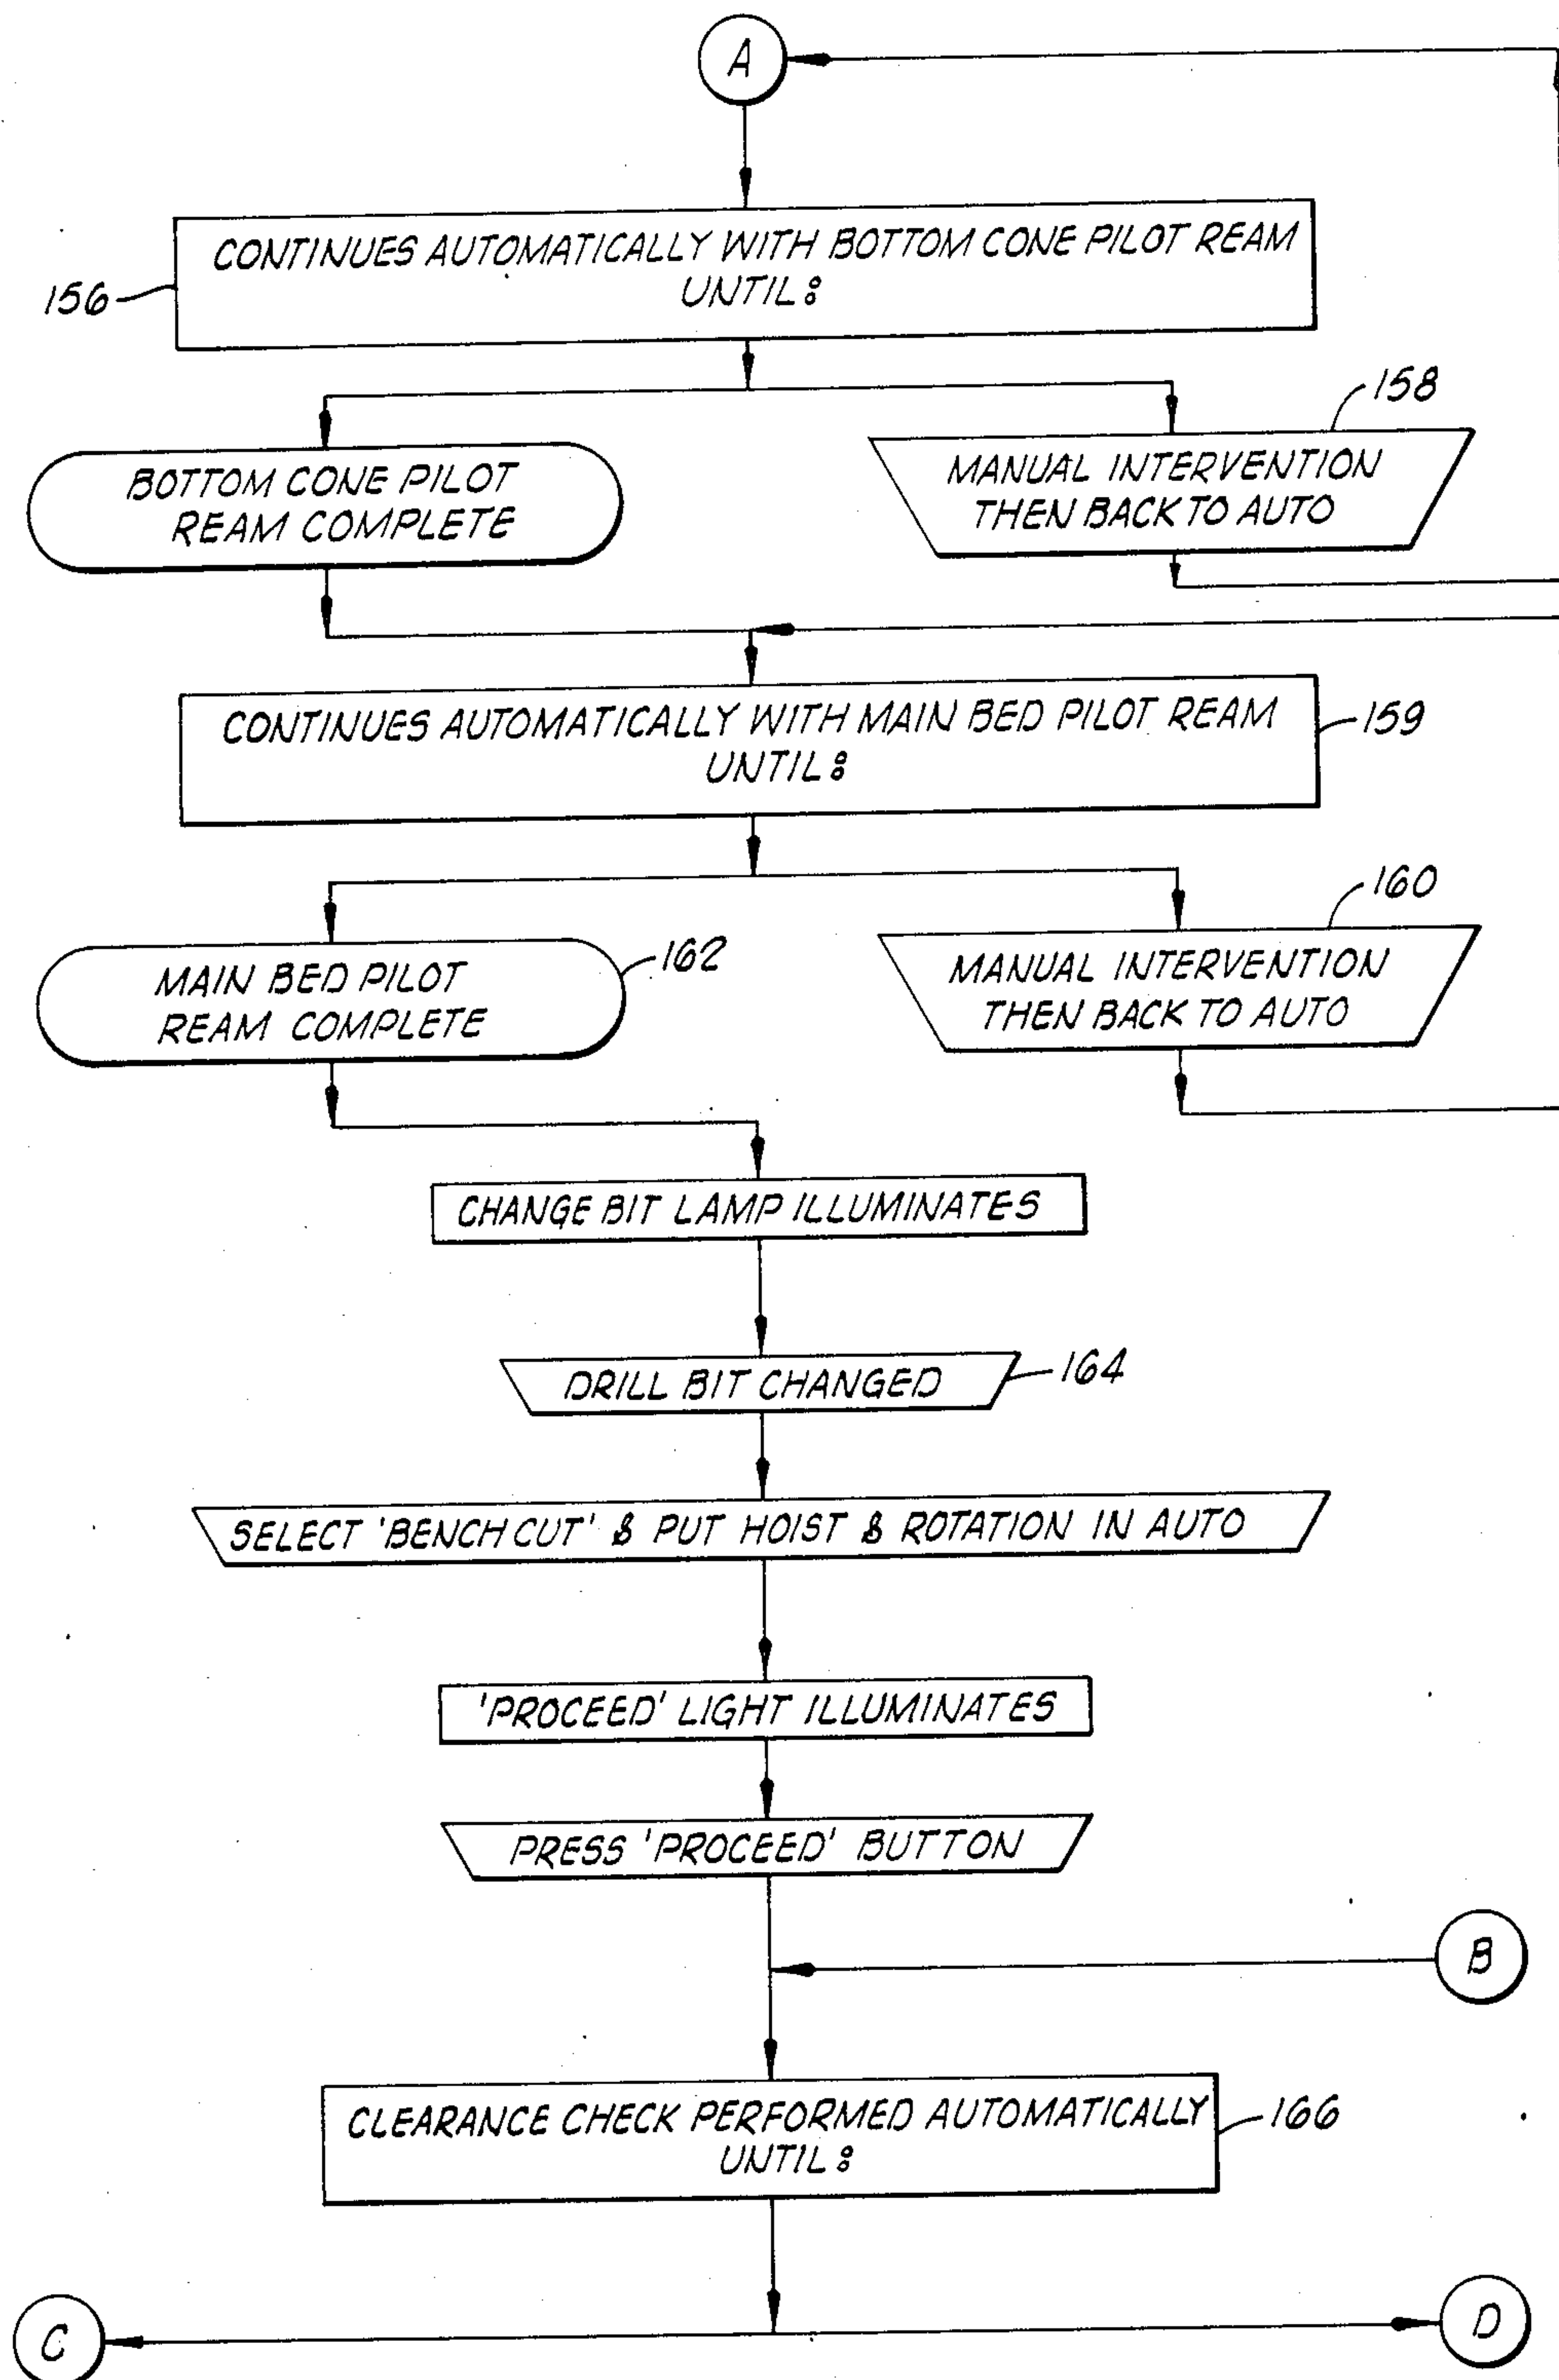 A
CONTINUES AUTOMATICALLY WITH BOTTOM CONE PILOT REAM
UNTIL:
156
158
BOTTOM CONE PILOT
REAM COMPLETE
MANUAL INTERVENTION
THEN BACK TO AUTO
CONTINUES AUTOMATICALLY WITH MAIN BED PILOT REAM
UNTIL:
159
160
MAIN BED PILOT
REAM COMPLETE
162
MANUAL INTERVENTION
THEN BACK TO AUTO
CHANGE BIT LAMP ILLUMINATES
DRILL BIT CHANGED
164
SELECT 'BENCH CUT' & PUT HOIST & ROTATION IN AUTO
'PROCEED' LIGHT ILLUMINATES
PRESS 'PROCEED' BUTTON
B
CLEARANCE CHECK PERFORMED AUTOMATICALLY
UNTIL:
166
C
D